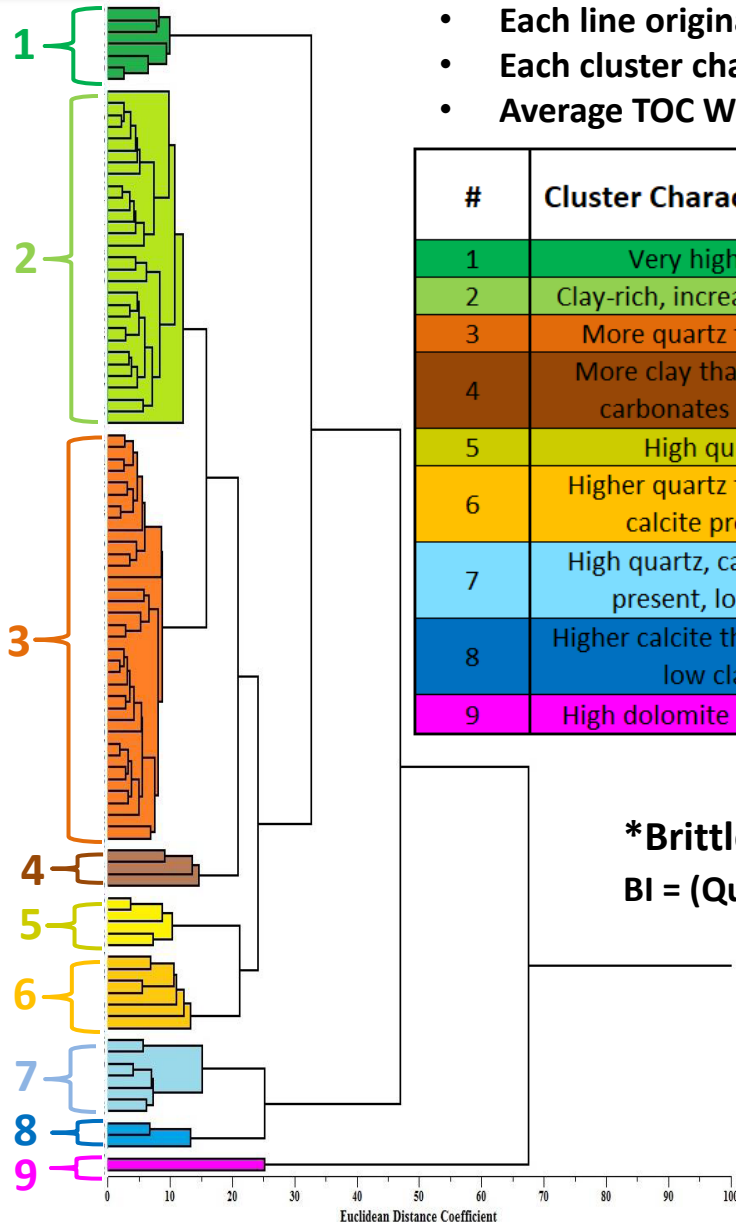 • Each line origina
• Each cluster cha
• Average TOC W
# Cluster Charac
1 Very high
2 Clay-rich, increa
3 More quartz
4 More clay tha
carbonates
5 High qu
6 Higher quartz
calcite pr
7 High quartz, ca
present, lo
8 Higher calcite th
low cla
9 High dolomite
*Brittl
BI = (Qu
1
2
3
4
5
6
7
8
9
0 10 20 30 40 50 60 70 80 90 100
Euclidean Distance Coefficient